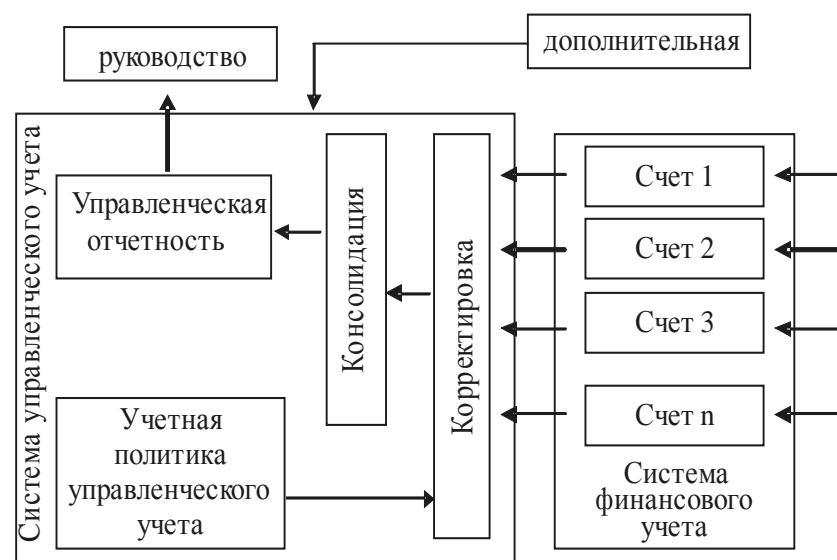 руководство
дополнительная
Система управленческого учета
Управленческая
отчетность
Консолидация
Корректировка
Счет 1
Счет 2
Счет 3
Счет n
Учетная
политика
управленческого
учета
Система
финансового
учета